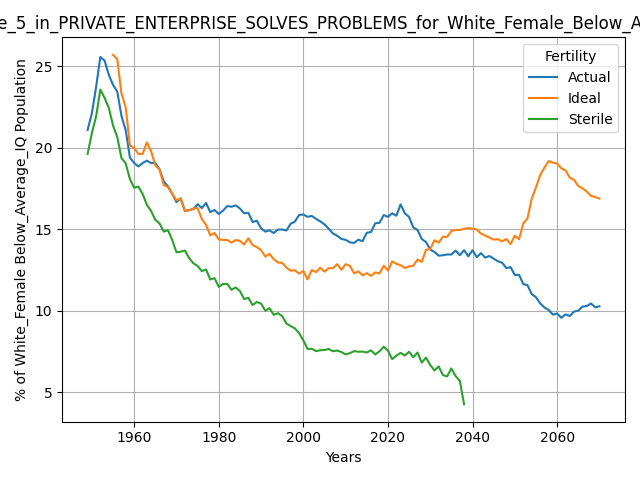 e_5_in_PRIVATE_ENTERPRISE_SOLVES_PROBLEMS_for_White_Female_Below_A
Fertility
Actual
Ideal
Sterile
% of White_Female Below_Average_IQ Population
25
20
15
10
5
1960 1980 2000 2020 2040 2060
Years